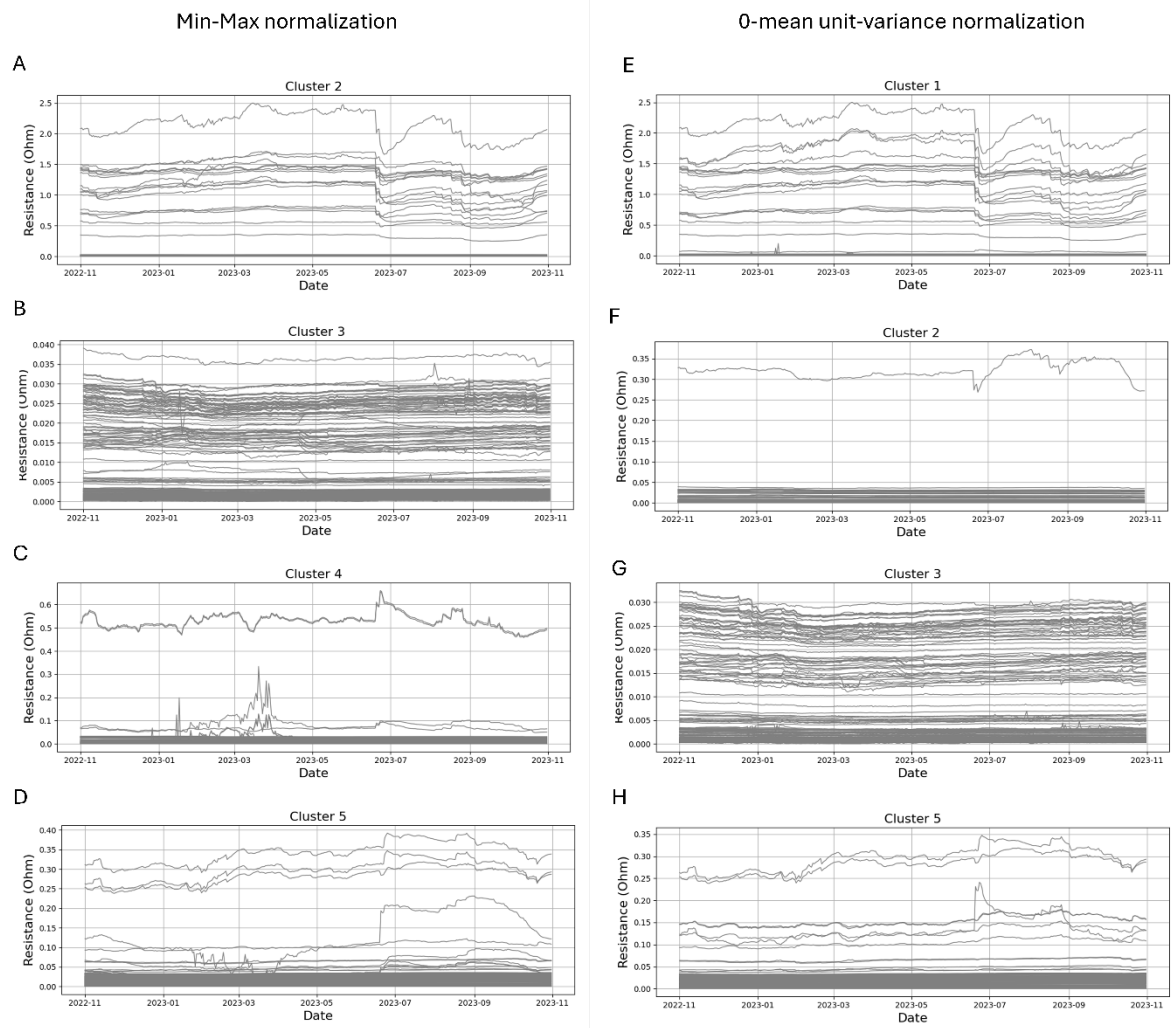 Min-Max normalization
0-mean unit-variance normalization
A
Cluster 2
Resistance (Ohm)
2.5
2.0
1.5
1.0
0.5
0.0
2022-11 2023-01 2023-03 2023-05 2023-07 2023-09 2023-11
Date
B
Cluster 3
Resistance (Ohm)
0.040
0.035
0.030
0.025
0.020
0.015
0.010
0.005
0.000
2022-11 2023-01 2023-03 2023-05 2023-07 2023-09 2023-11
Date
C
Cluster 4
Resistance (Ohm)
0.6
0.5
0.4
0.3
0.2
0.1
0.0
2022-11 2023-01 2023-03 2023-05 2023-07 2023-09 2023-11
Date
D
Cluster 5
Resistance (Ohm)
0.40
0.35
0.30
0.25
0.20
0.15
0.10
0.05
0.00
2022-11 2023-01 2023-03 2023-05 2023-07 2023-09 2023-11
Date
E
Cluster 1
Resistance (Ohm)
2.5
2.0
1.5
1.0
0.5
0.0
2022-11 2023-01 2023-03 2023-05 2023-07 2023-09 2023-11
Date
F
Cluster 2
Resistance (Ohm)
0.35
0.30
0.25
0.20
0.15
0.10
0.05
0.00
2022-11 2023-01 2023-03 2023-05 2023-07 2023-09 2023-11
Date
G
Cluster 3
Resistance (Ohm)
0.030
0.025
0.020
0.015
0.010
0.005
0.000
2022-11 2023-01 2023-03 2023-05 2023-07 2023-09 2023-11
Date
H
Cluster 5
Resistance (Ohm)
0.35
0.30
0.25
0.20
0.15
0.10
0.05
0.00
2022-11 2023-01 2023-03 2023-05 2023-07 2023-09 2023-11
Date